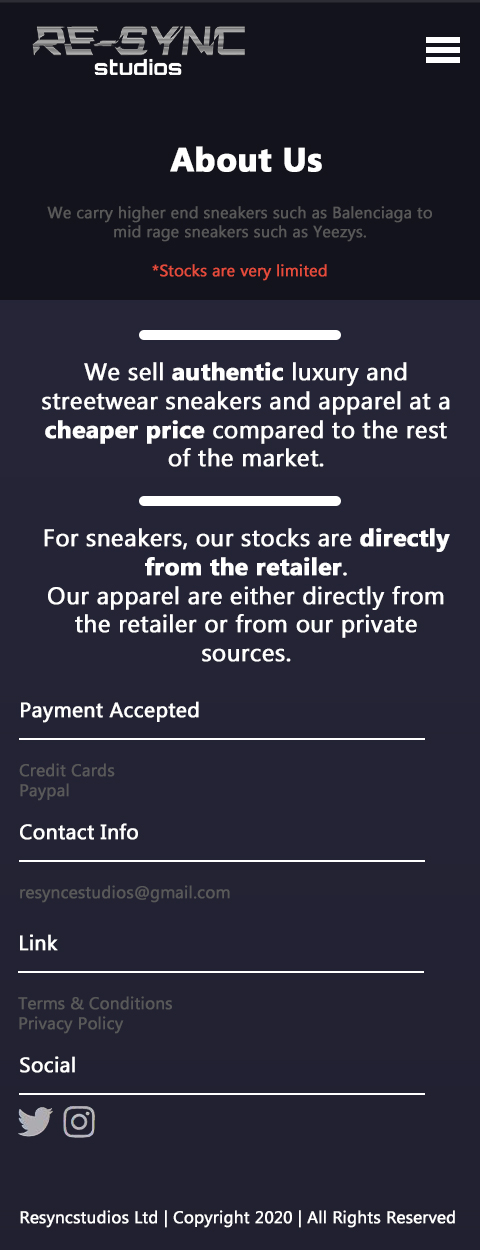 RE-SYNC
studios
About Us
We carry higher end sneakers such as Balenciaga to
mid rage sneakers such as Yeezys.
*Stocks are very limited
We sell authentic luxury and
streetwear sneakers and apparel at a
cheaper price compared to the rest
of the market.
For sneakers, our stocks are directly
from the retailer.
Our apparel are either directly from
the retailer or from our private
sources.
Payment Accepted
Credit Cards
Paypal
Contact Info
resyncestudios@gmail.com
Link
Terms & Conditions
Privacy Policy
Social
Resyncstudios Ltd | Copyright 2020 | All Rights Reserved